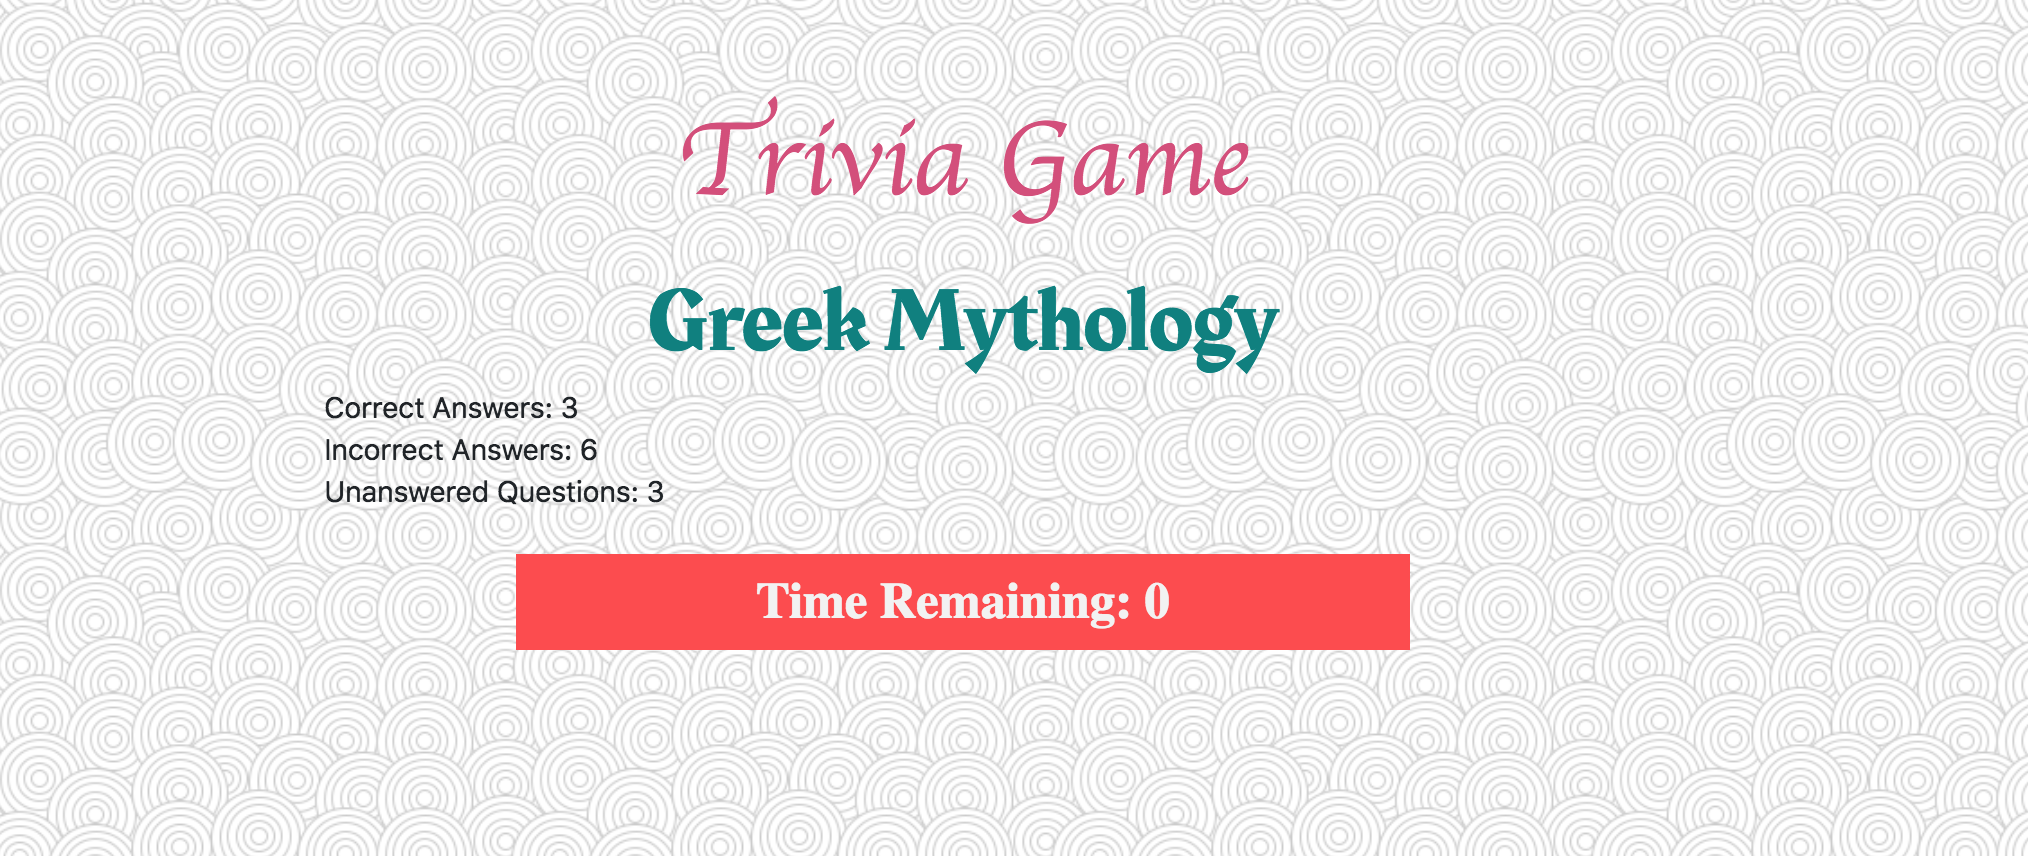 Trivia Game
Greek Mythology
Correct Answers: 3
Incorrect Answers: 6
Unanswered Questions: 3
Time Remaining: 0